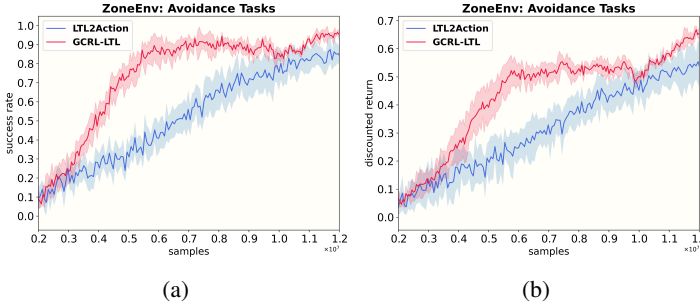 ZoneEnv: Avoidance Tasks
LTL2Action
GCRL-LTL
success rate
1.0
0.9
0.8
0.7
0.6
0.5
0.4
0.3
0.2
0.1
0.0
0.2 0.3 0.4 0.5 0.6 0.7 0.8 0.9 1.0 1.1 1.2
samples
×10⁷
(a)
ZoneEnv: Avoidance Tasks
LTL2Action
GCRL-LTL
discounted return
0.7
0.6
0.5
0.4
0.3
0.2
0.1
0.0
0.2 0.3 0.4 0.5 0.6 0.7 0.8 0.9 1.0 1.1 1.2
samples
×10⁷
(b)